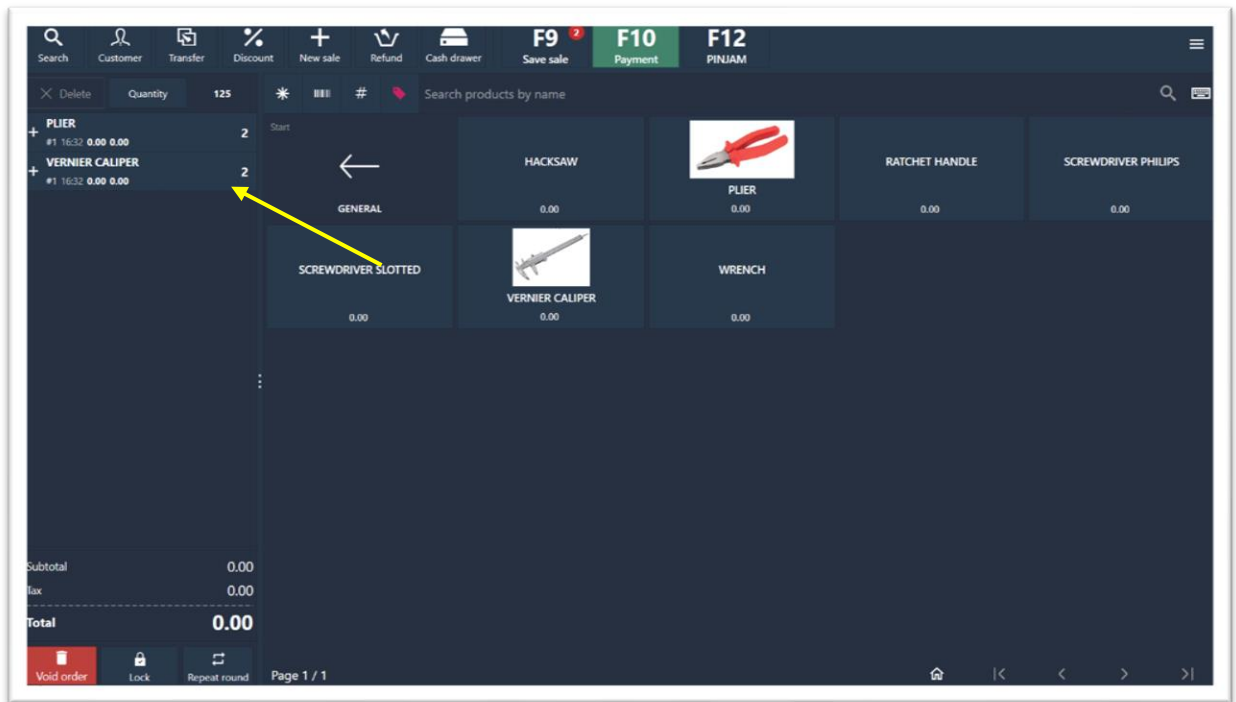 F9 2 F10 F12
Search Customer Transfer Discount New sale Refund Cash drawer Save sale Payment PINJAM
Delete Quantity 125 # Search products by name
PLIER 2
#1 16:32 0.00 0.00
VERNIER CALIPER 2
#1 16:32 0.00 0.00
Start
GENERAL
HACKSAW
0.00
PLIER
0.00
RATCHET HANDLE
0.00
SCREWDRIVER PHILIPS
0.00
SCREWDRIVER SLOTTED
0.00
VERNIER CALIPER
0.00
WRENCH
0.00
Subtotal 0.00
Tax 0.00
Total 0.00
Void order Lock Repeat round Page 1 / 1